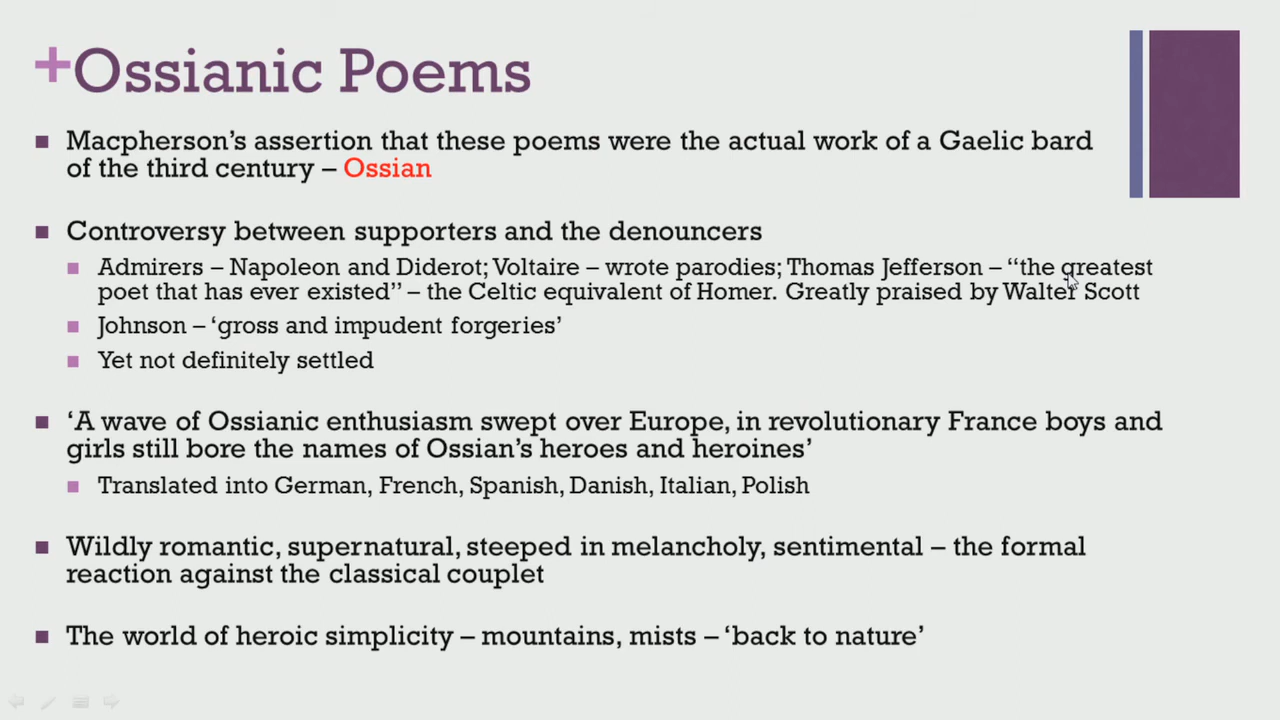 +Ossianic Poems
Macpherson's assertion that these poems were the actual work of a Gaelic bard
of the third century – Ossian
Controversy between supporters and the denouncers
Admirers – Napoleon and Diderot; Voltaire – wrote parodies; Thomas Jefferson – “the greatest
poet that has ever existed” – the Celtic equivalent of Homer. Greatly praised by Walter Scott
Johnson – ‘gross and impudent forgeries’
Yet not definitely settled
‘A wave of Ossianic enthusiasm swept over Europe, in revolutionary France boys and
girls still bore the names of Ossian’s heroes and heroines’
Translated into German, French, Spanish, Danish, Italian, Polish
Wildly romantic, supernatural, steeped in melancholy, sentimental – the formal
reaction against the classical couplet
The world of heroic simplicity – mountains, mists – ‘back to nature’